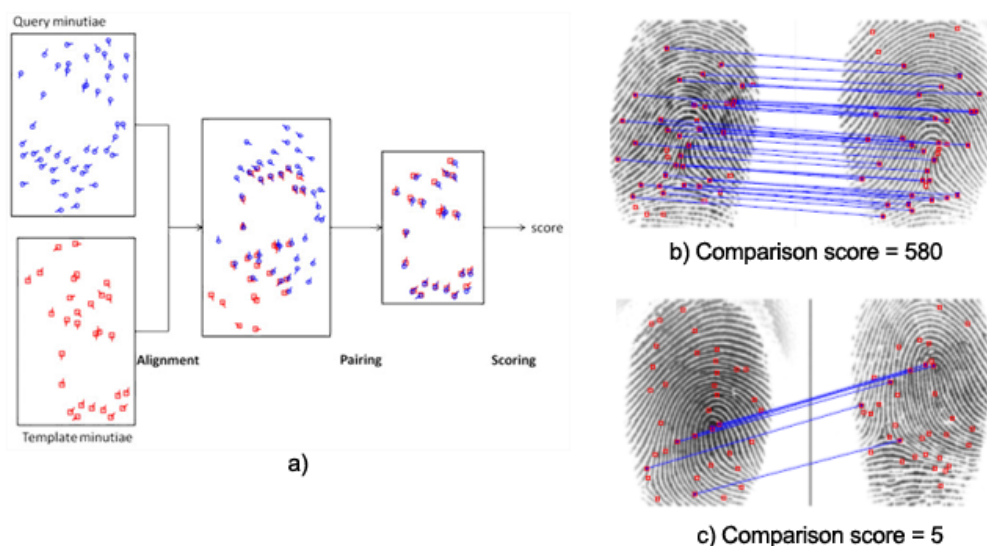 Query minutiae
Template minutiae
Alignment
Pairing
Scoring
score
a)
b) Comparison score = 580
c) Comparison score = 5